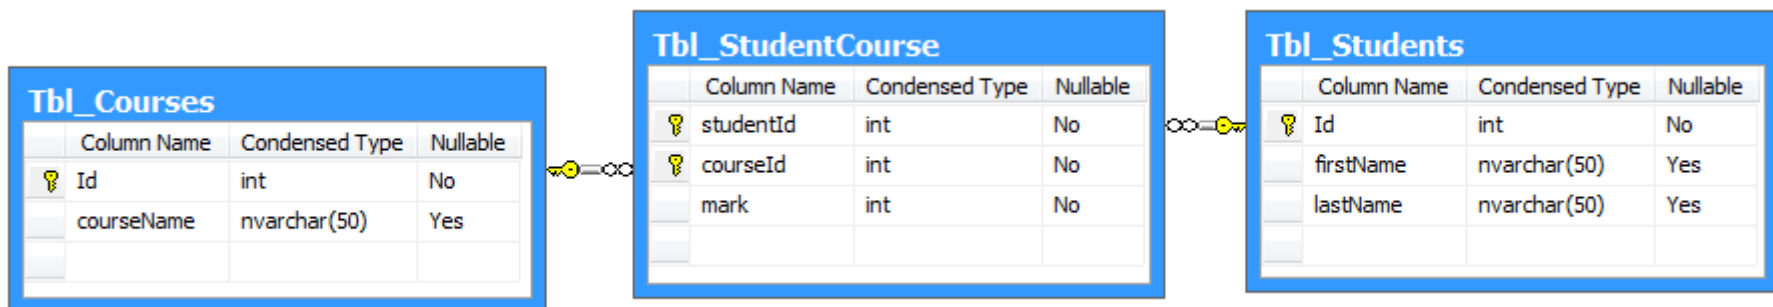 Tbl_Courses
Column Name Condensed Type Nullable
Id int No
courseName nvarchar(50) Yes
Tbl_StudentCourse
Column Name Condensed Type Nullable
studentId int No
courseId int No
mark int No
Tbl_Students
Column Name Condensed Type Nullable
Id int No
firstName nvarchar(50) Yes
lastName nvarchar(50) Yes